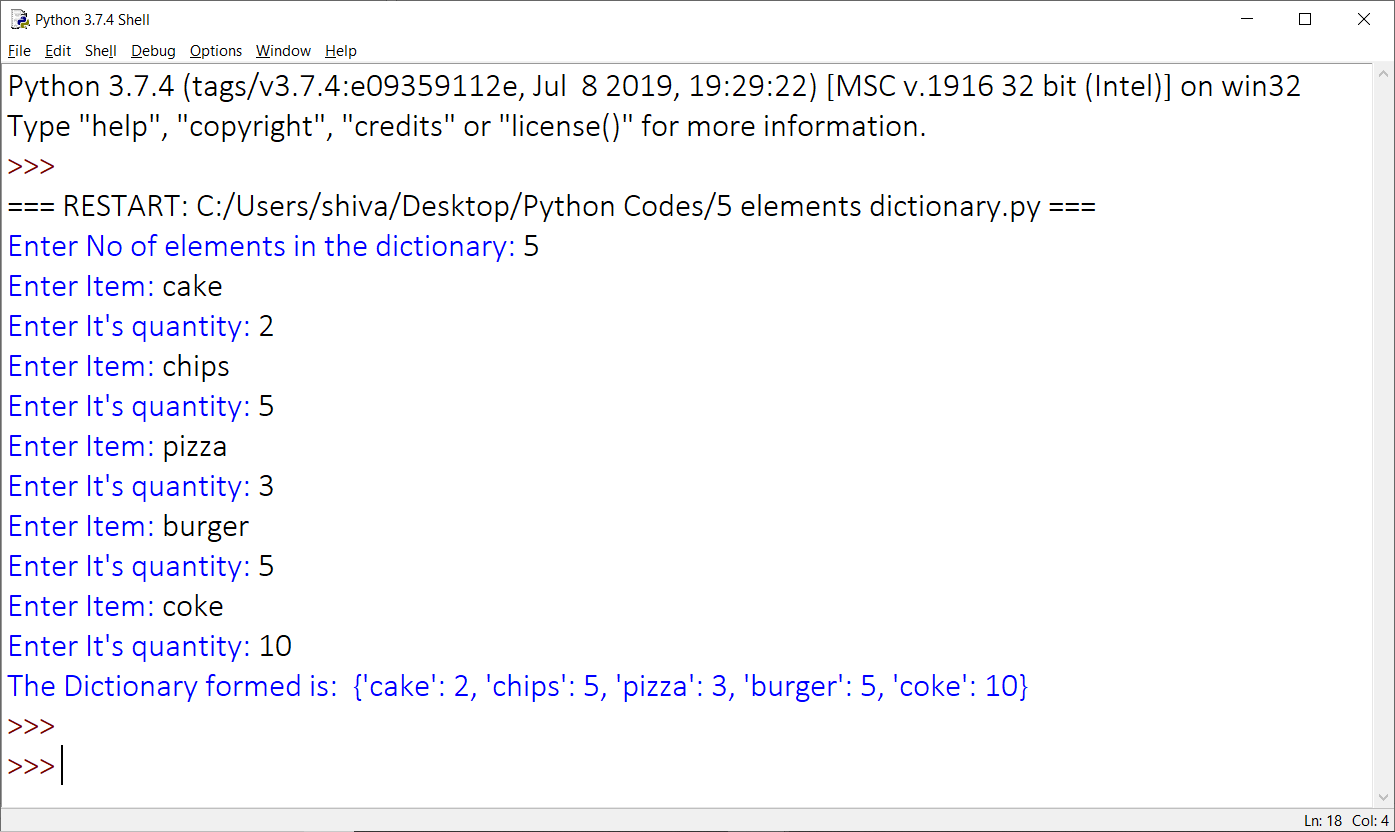 Python 3.7.4 Shell
File Edit Shell Debug Options Window Help
Python 3.7.4 (tags/v3.7.4:e09359112e, Jul  8 2019, 19:29:22) [MSC v.1916 32 bit (Intel)] on win32
Type "help", "copyright", "credits" or "license()" for more information.
>>>
=== RESTART: C:/Users/shiva/Desktop/Python Codes/5 elements dictionary.py ===
Enter No of elements in the dictionary: 5
Enter Item: cake
Enter It's quantity: 2
Enter Item: chips
Enter It's quantity: 5
Enter Item: pizza
Enter It's quantity: 3
Enter Item: burger
Enter It's quantity: 5
Enter Item: coke
Enter It's quantity: 10
The Dictionary formed is:  {'cake': 2, 'chips': 5, 'pizza': 3, 'burger': 5, 'coke': 10}
>>>
>>>
Ln: 18 Col: 4